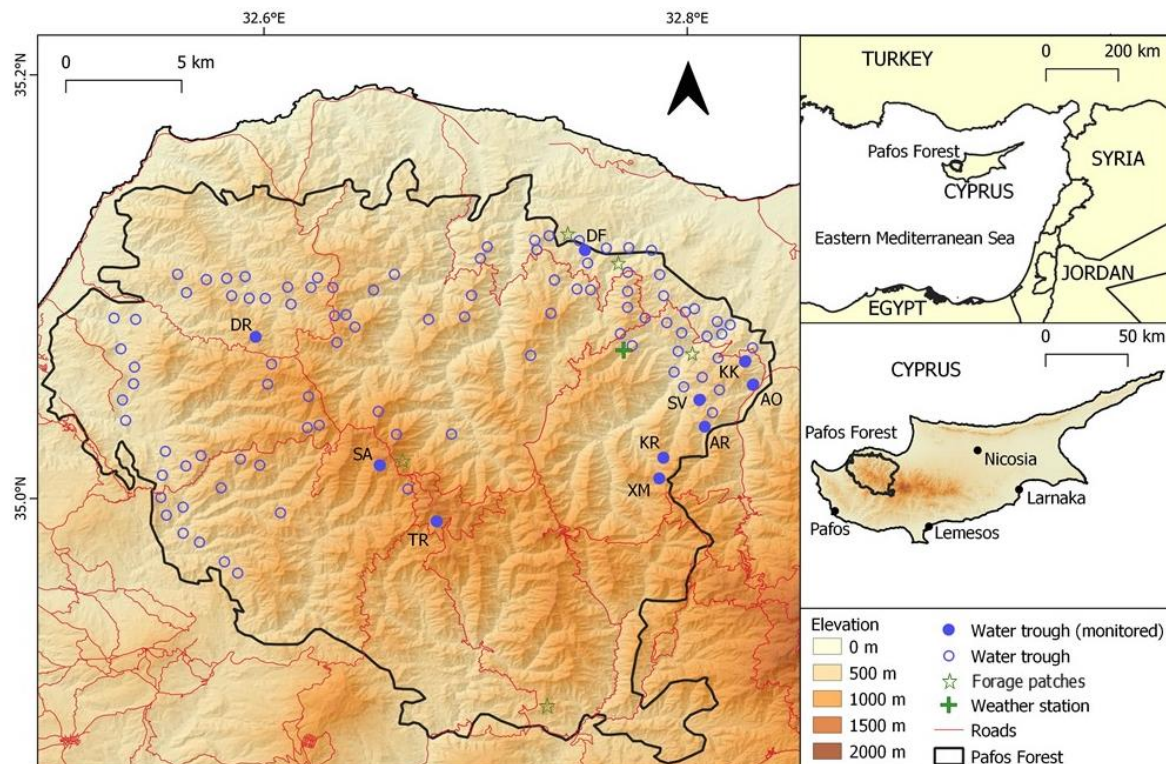 32.6°E
32.8°E
35.2°N
35.0°N
0 5 km
DF
DR
KK
SV
AO
AR
KR
SA
XM
TR
0 200 km
TURKEY
Pafos Forest
SYRIA
CYPRUS
Eastern Mediterranean Sea
JORDAN
EGYPT
0 50 km
CYPRUS
Pafos Forest
Nicosia
Larnaka
Pafos
Lemesos
Elevation
0 m
500 m
1000 m
1500 m
2000 m
Water trough (monitored)
Water trough
Forage patches
Weather station
Roads
Pafos Forest